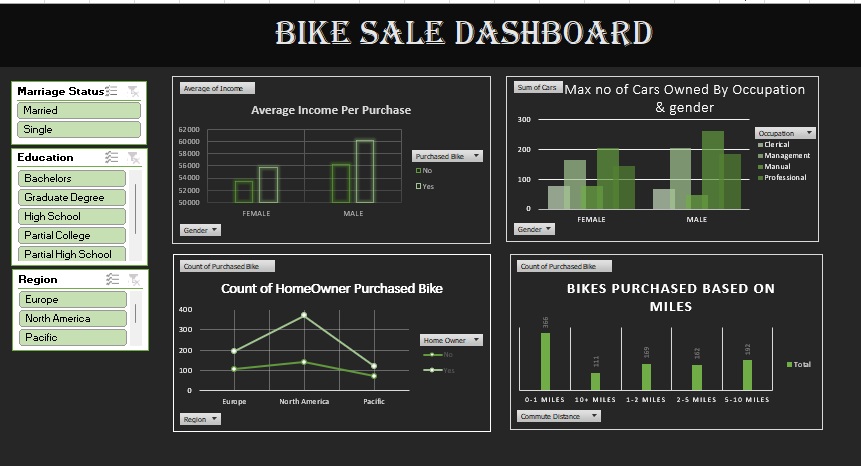 BIKE SALE DASHBOARD
Marriage Status
Married
Single
Education
Bachelors
Graduate Degree
High School
Partial College
Partial High School
Region
Europe
North America
Pacific
Average of Income
Average Income Per Purchase
62000
60000
58000
56000
54000
52000
50000
FEMALE
MALE
Purchased Bike
No
Yes
Gender
Sum of Cars
Max no of Cars Owned By Occupation
& gender
300
200
100
0
FEMALE
MALE
Occupation
Clerical
Management
Manual
Professional
Gender
Count of Purchased Bike
Count of HomeOwner Purchased Bike
400
300
200
100
0
Europe
North America
Pacific
Home Owner
No
Yes
Region
Count of Purchased Bike
BIKES PURCHASED BASED ON
MILES
366
111
169
162
192
0-1 MILES
10+ MILES
1-2 MILES
2-5 MILES
5-10 MILES
Total
Commute Distance